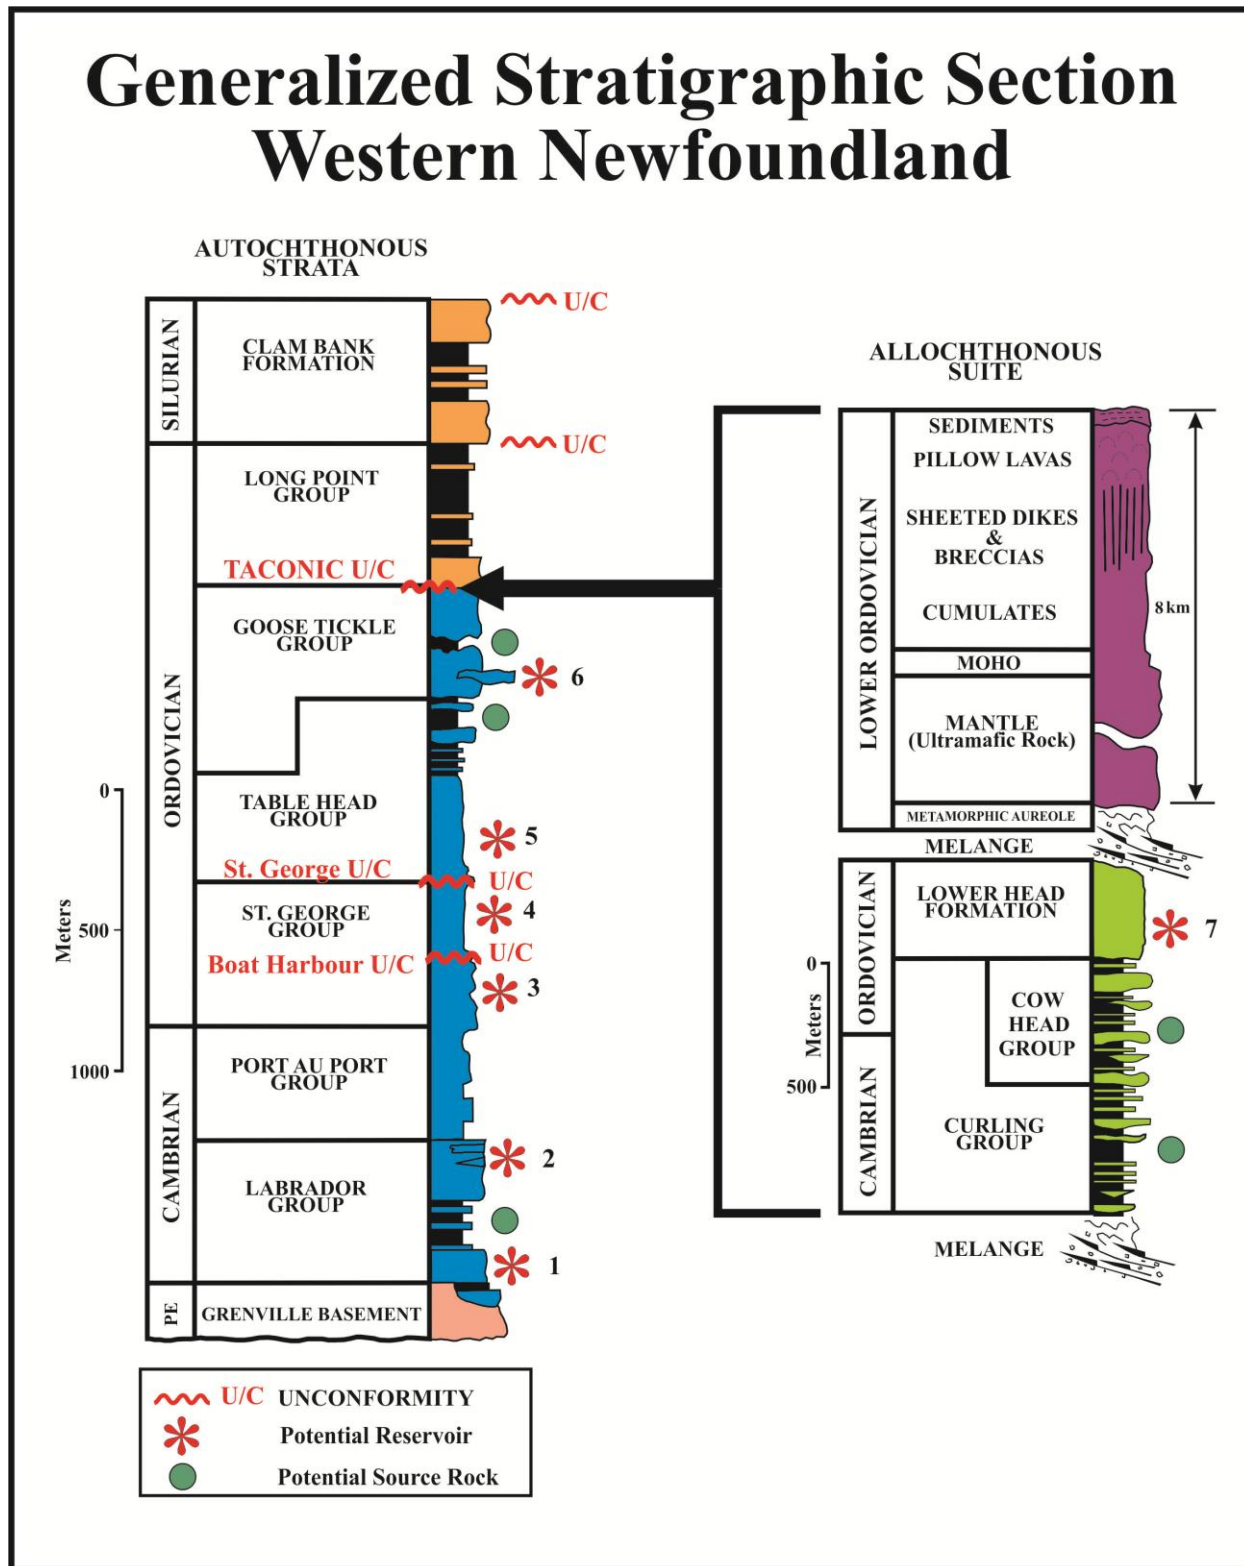 Generalized Stratigraphic Section
Western Newfoundland
AUTOCHTHONOUS
STRATA
SILURIAN
CLAM BANK
FORMATION
U/C
U/C
ORDOVICIAN
LONG POINT
GROUP
TACONIC U/C
GOOSE TICKLE
GROUP
6
TABLE HEAD
GROUP
5
St. George U/C
U/C
ST. GEORGE
GROUP
4
Boat Harbour U/C
U/C
3
0
500
1000
Meters
CAMBRIAN
PORT AU PORT
GROUP
2
LABRADOR
GROUP
1
PE
GRENVILLE BASEMENT
U/C UNCONFORMITY
Potential Reservoir
Potential Source Rock
ALLOCHTHONOUS
SUITE
LOWER ORDOVICIAN
SEDIMENTS
PILLOW LAVAS
SHEETED DIKES
&
BRECCIAS
CUMULATES
8 km
MOHO
MANTLE
(Ultramafic Rock)
METAMORPHIC AUREOLE
MELANGE
ORDOVICIAN
LOWER HEAD
FORMATION
7
0
500
Meters
COW
HEAD
GROUP
CAMBRIAN
CURLING
GROUP
MELANGE